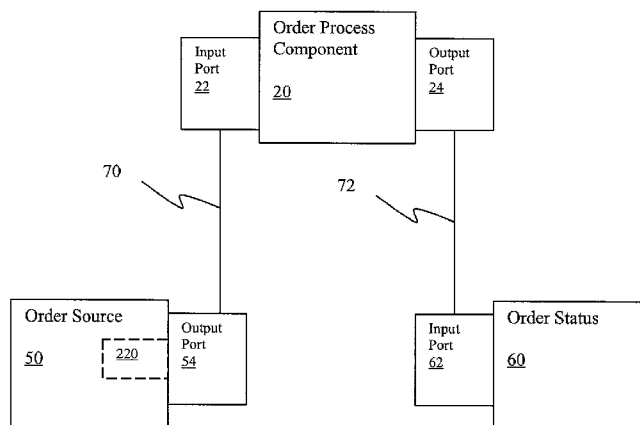 Order Process
Component
20
Input
Port
22
Output
Port
24
70
72
Order Source
50
220
Output
Port
54
Input
Port
62
Order Status
60